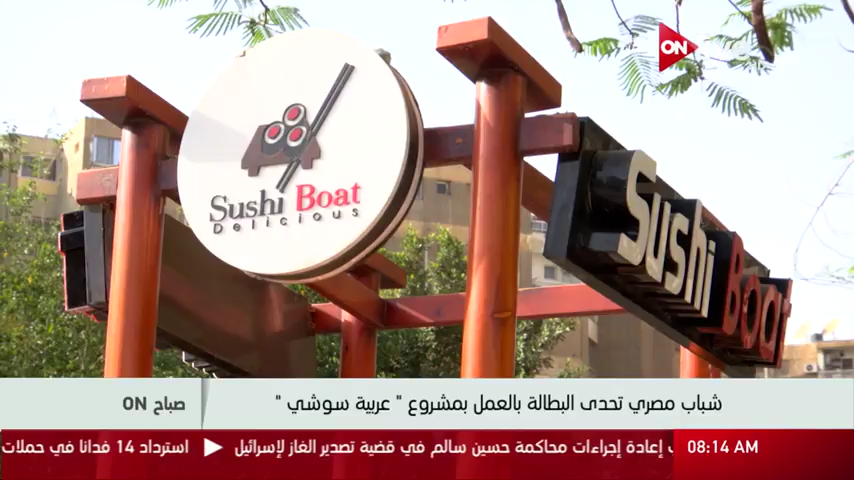 ON
Sushi Boat
Delicious
Sushi Boat
شباب مصري تحدى البطالة بالعمل بمشروع " عربية سوشي "
صباح ON
إعادة إجراءات محاكمة حسين سالم في قضية تصدير الغاز لإسرائيل
استرداد 14 فدانا في حملات
08:14 AM